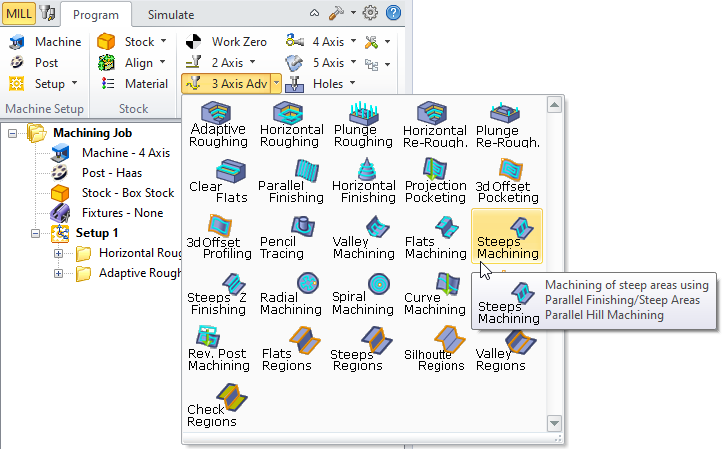 MILL Program Simulate
Machine Stock Work Zero 4 Axis
Post Align 2 Axis 5 Axis
Setup Material 3 Axis Adv Holes
Machine Setup Stock
Machining Job
Machine - 4 Axis
Post - Haas
Stock - Box Stock
Fixtures - None
Setup 1
Horizontal Roug
Adaptive Rough
Adaptive Roughing
Horizontal Roughing
Plunge Roughing
Horizontal Re-Rough.
Plunge Re-Rough.
Clear Flats
Parallel Finishing
Horizontal Finishing
Projection Pocketing
3d Offset Pocketing
3d Offset Profiling
Pencil Tracing
Valley Machining
Flats Machining
Steeps Machining
Steeps Z Finishing
Radial Machining
Spiral Machining
Curve Machining
Steeps Machining
Machining of steep areas using
Parallel Finishing/Steep Areas
Parallel Hill Machining
Rev. Post Machining
Flats Regions
Steeps Regions
Silhoutte Regions
Valley Regions
Check Regions